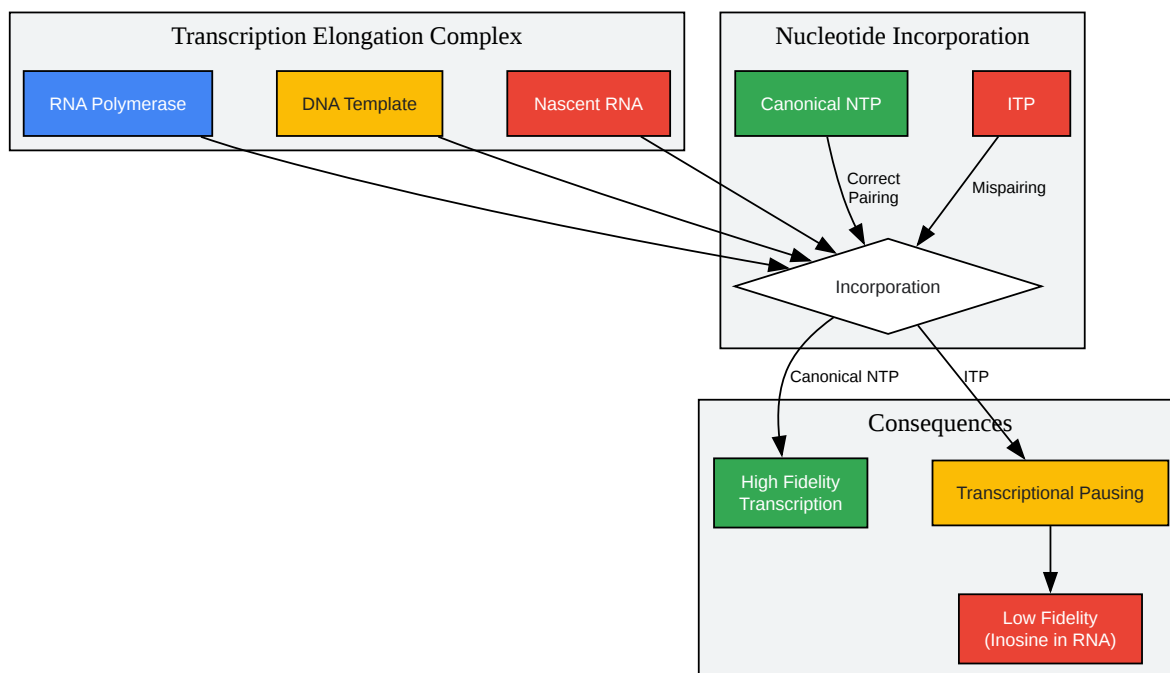 Transcription Elongation Complex
Nucleotide Incorporation
RNA Polymerase
DNA Template
Nascent RNA
Canonical NTP
ITP
Correct
Pairing
Mispairing
Incorporation
Canonical NTP
ITP
Consequences
High Fidelity
Transcription
Transcriptional Pausing
Low Fidelity
(Inosine in RNA)